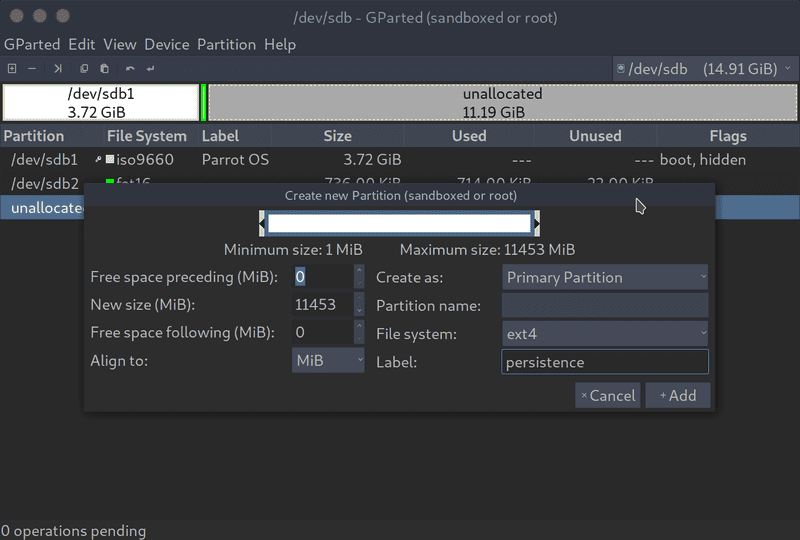 /dev/sdb - GParted (sandboxed or root)
GParted Edit View Device Partition Help
/dev/sdb (14.91 GiB)
/dev/sdb1 unallocated
3.72 GiB 11.19 GiB
Partition File System Label Size Used Unused Flags
/dev/sdb1 iso9660 Parrot OS 3.72 GiB --- --- boot, hidden
/dev/sdb2 fat16 736.00 KiB 714.00 KiB 22.00 KiB
unallocated
Create new Partition (sandboxed or root)
Minimum size: 1 MiB Maximum size: 11453 MiB
Free space preceding (MiB): 0 Create as: Primary Partition
New size (MiB): 11453 Partition name:
Free space following (MiB): 0 File system: ext4
Align to: MiB Label: persistence
Cancel Add
0 operations pending